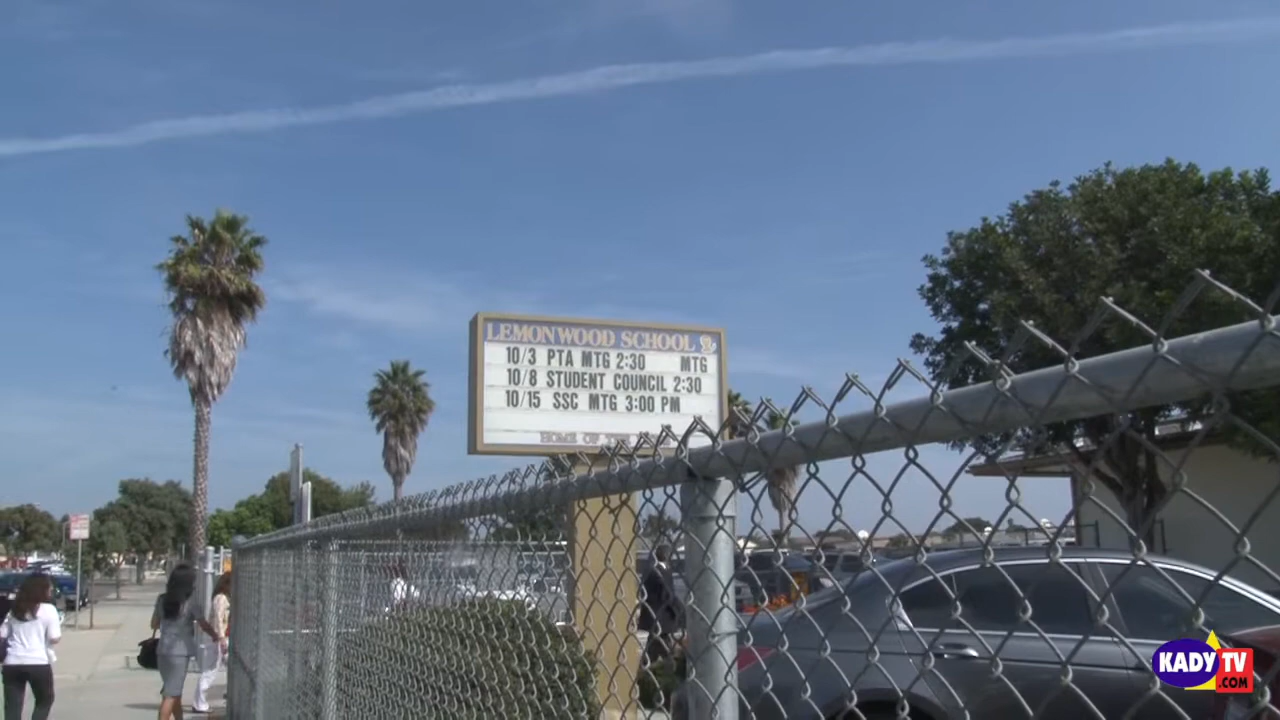 LEMONWOOD SCHOOL
10/3 PTA MTG 2:30 MTG
10/8 STUDENT COUNCIL 2:30
10/15 SSC MTG 3:00 PM
HOME OF
KADY TV
.COM